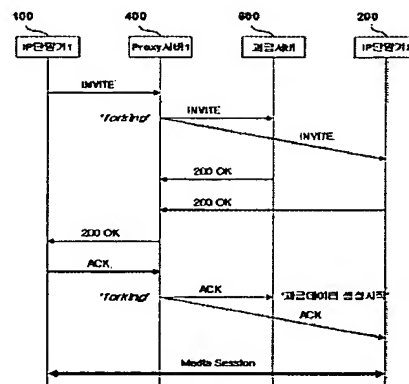 100 400 600 200
IP단말기1 Proxy서버1 과금서버 IP단말기2
INVITE
"Forking" INVITE
INVITE
200 OK
200 OK
200 OK
ACK
"Forking" ACK "과금데이터 생성시작"
ACK
Media Session